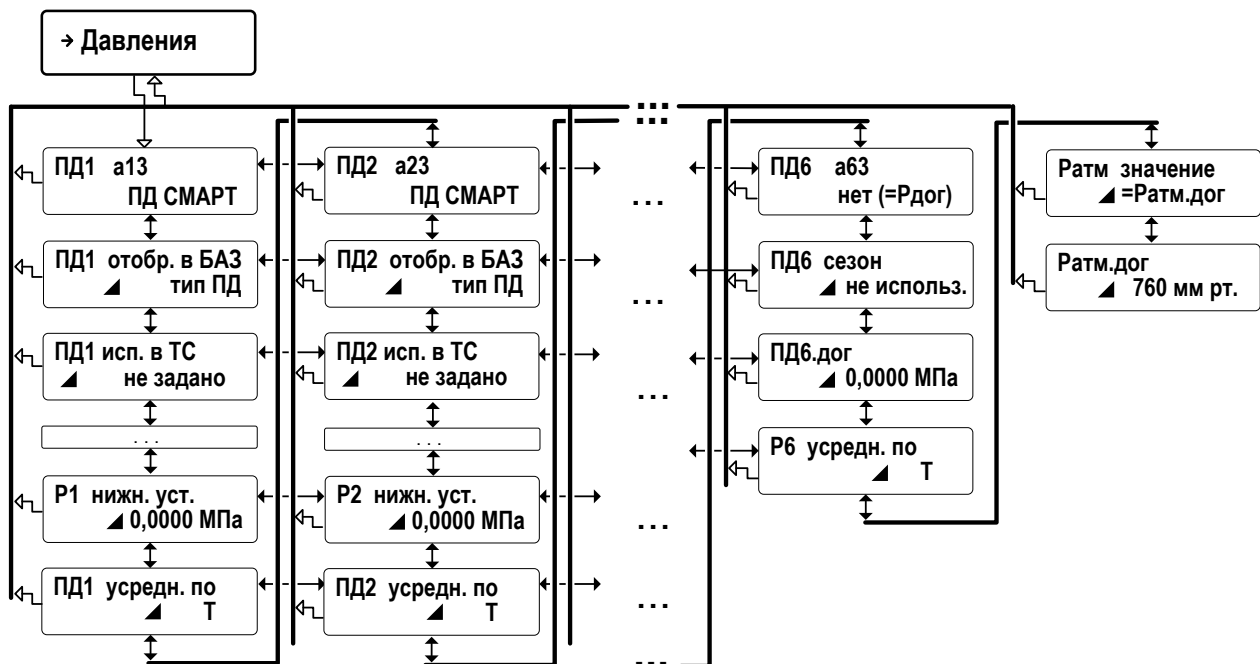 → Давления
ПД1 а13
ПД СМАРТ
ПД1 отобр. в БАЗ
тип ПД
ПД1 исп. в ТС
не задано
. . .
Р1 нижн. уст.
0,0000 МПа
ПД1 усредн. по
Т
ПД2 а23
ПД СМАРТ
ПД2 отобр. в БАЗ
тип ПД
ПД2 исп. в ТС
не задано
. . .
Р2 нижн. уст.
0,0000 МПа
ПД2 усредн. по
Т
...
...
...
...
...
...
...
...
ПД6 а63
нет (=Рдог)
ПД6 сезон
не использ.
ПД6.дог
0,0000 МПа
Р6 усредн. по
Т
Ратм значение
=Ратм.дог
Ратм.дог
760 мм рт.